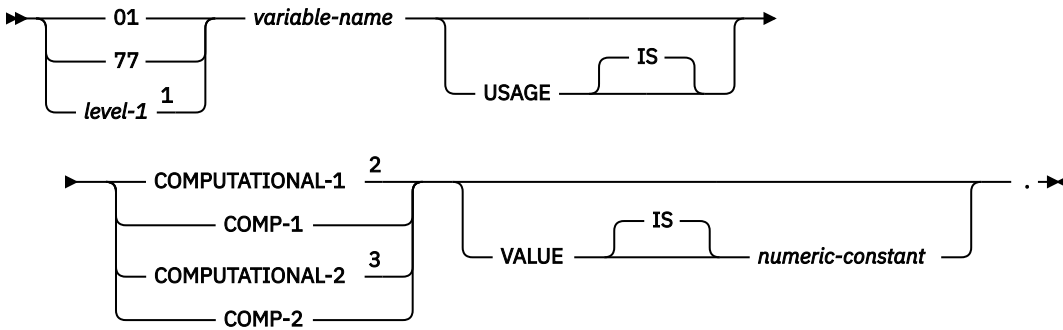 01 variable-name
77 IS
level-1 1 USAGE
COMPUTATIONAL-1 2 .
COMP-1 IS
COMPUTATIONAL-2 3 VALUE numeric-constant
COMP-2